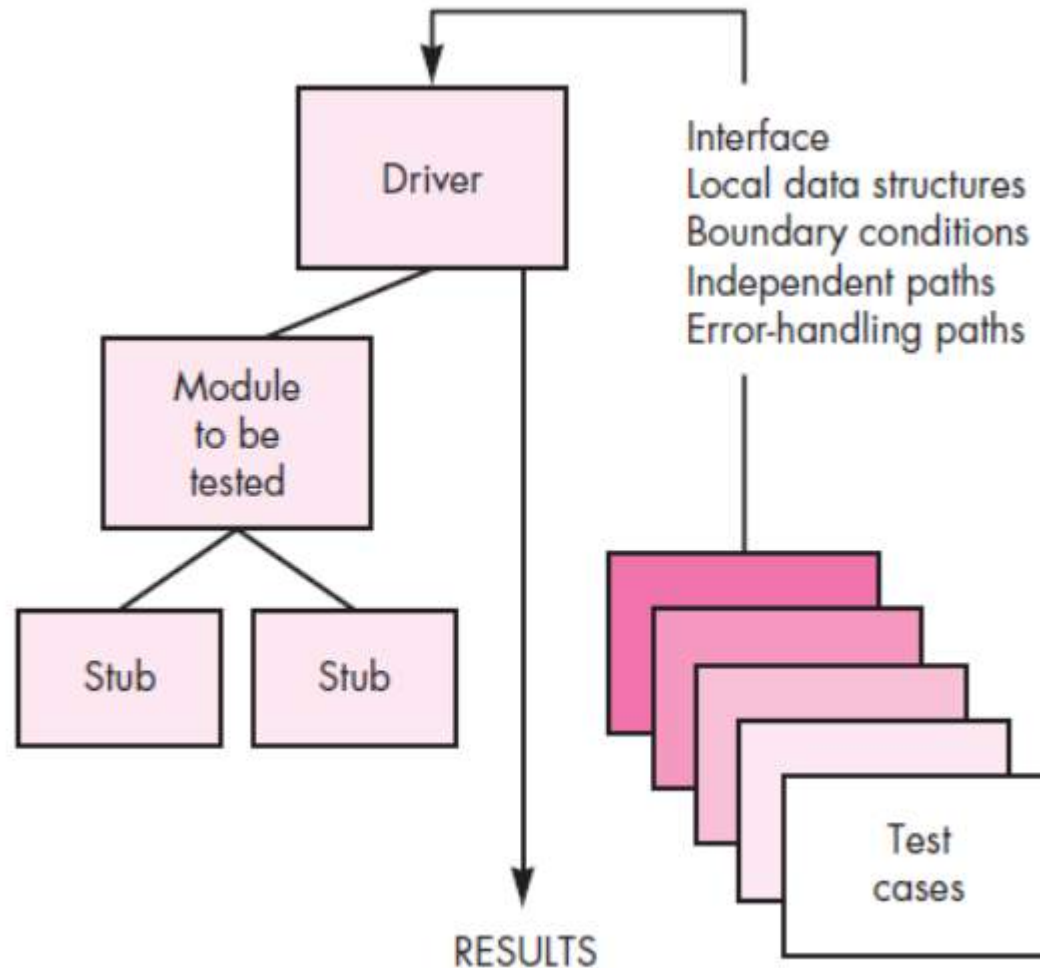 Driver
Interface
Local data structures
Boundary conditions
Independent paths
Error-handling paths
Module
to be
tested
Stub
Stub
Test
cases
RESULTS